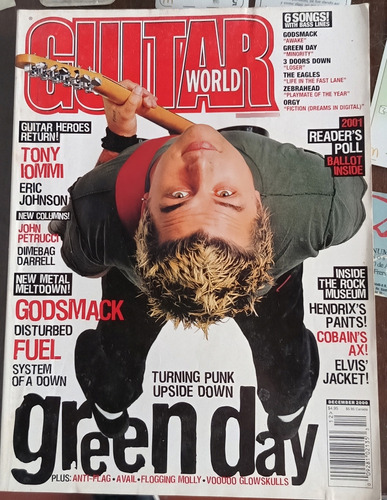 GUITAR
WORLD
6 SONGS!
WITH BASS LINES
GODSMACK
"AWAKE"
GREEN DAY
"MINORITY"
3 DOORS DOWN
"LOSER"
THE EAGLES
"LIFE IN THE FAST LANE"
ZEBRAHEAD
"PLAYMATE OF THE YEAR"
ORGY
"FICTION (DREAMS IN DIGITAL)"
2001
READER'S
POLL
BALLOT
INSIDE
GUITAR HEROES
RETURN!
TONY
IOMMI
ERIC
JOHNSON
NEW COLUMNS!
JOHN
PETRUCCI
DIMEBAG
DARRELL
NEW METAL
MELTDOWN!
GODSMACK
DISTURBED
FUEL
SYSTEM
OF A DOWN
INSIDE
THE ROCK
MUSEUM
HENDRIX'S
PANTS!
COBAIN'S
AX!
ELVIS'
JACKET!
TURNING PUNK
UPSIDE DOWN
green day
PLUS: ANTI-FLAG • AVAIL • FLOGGING MOLLY • VOODOO GLOWSKULLS
DECEMBER 2000
$4.95